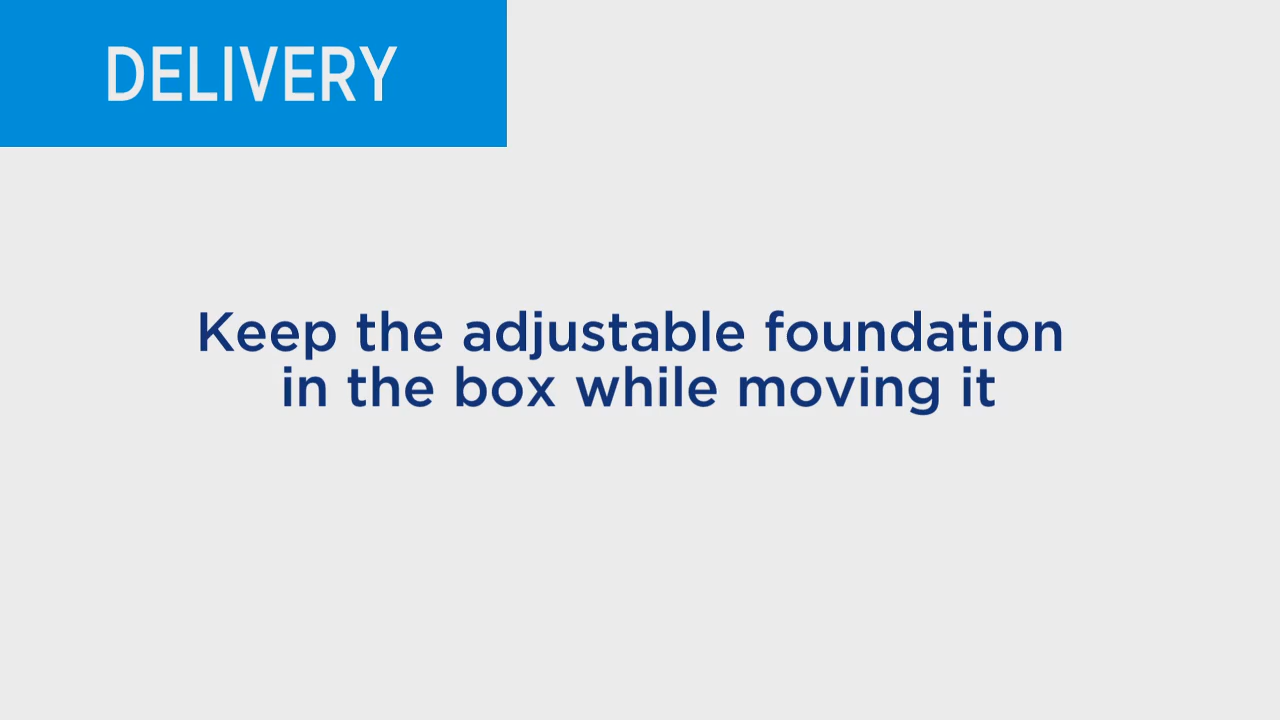 DELIVERY
Keep the adjustable foundation
in the box while moving it